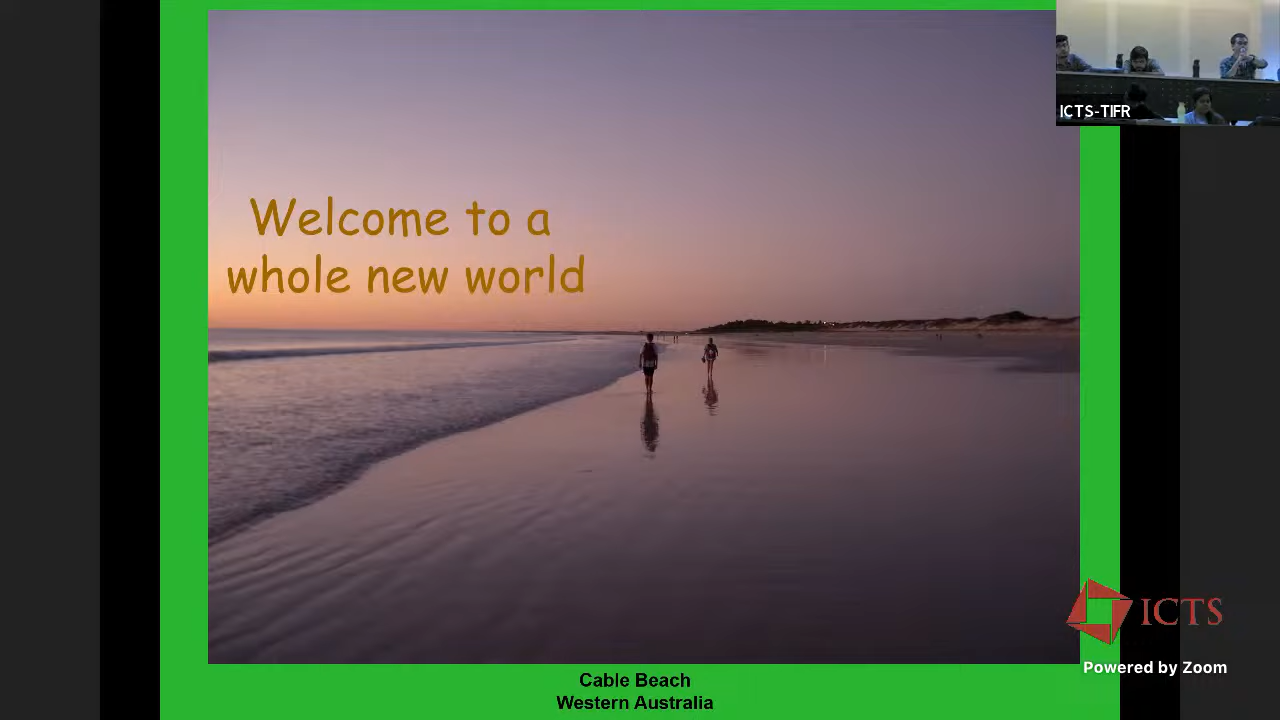 ICTS-TIFR
Welcome to a
whole new world
ICTS
Powered by Zoom
Cable Beach
Western Australia